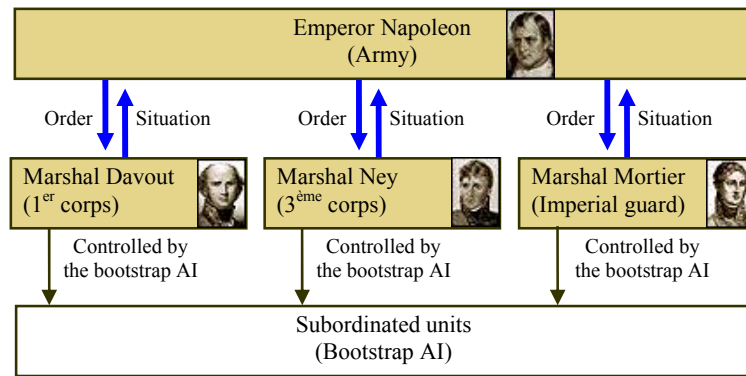 Emperor Napoleon
(Army)
Order
Situation
Order
Situation
Order
Situation
Marshal Davout
(1er corps)
Marshal Ney
(3ème corps)
Marshal Mortier
(Imperial guard)
Controlled by
the bootstrap AI
Controlled by
the bootstrap AI
Controlled by
the bootstrap AI
Subordinated units
(Bootstrap AI)